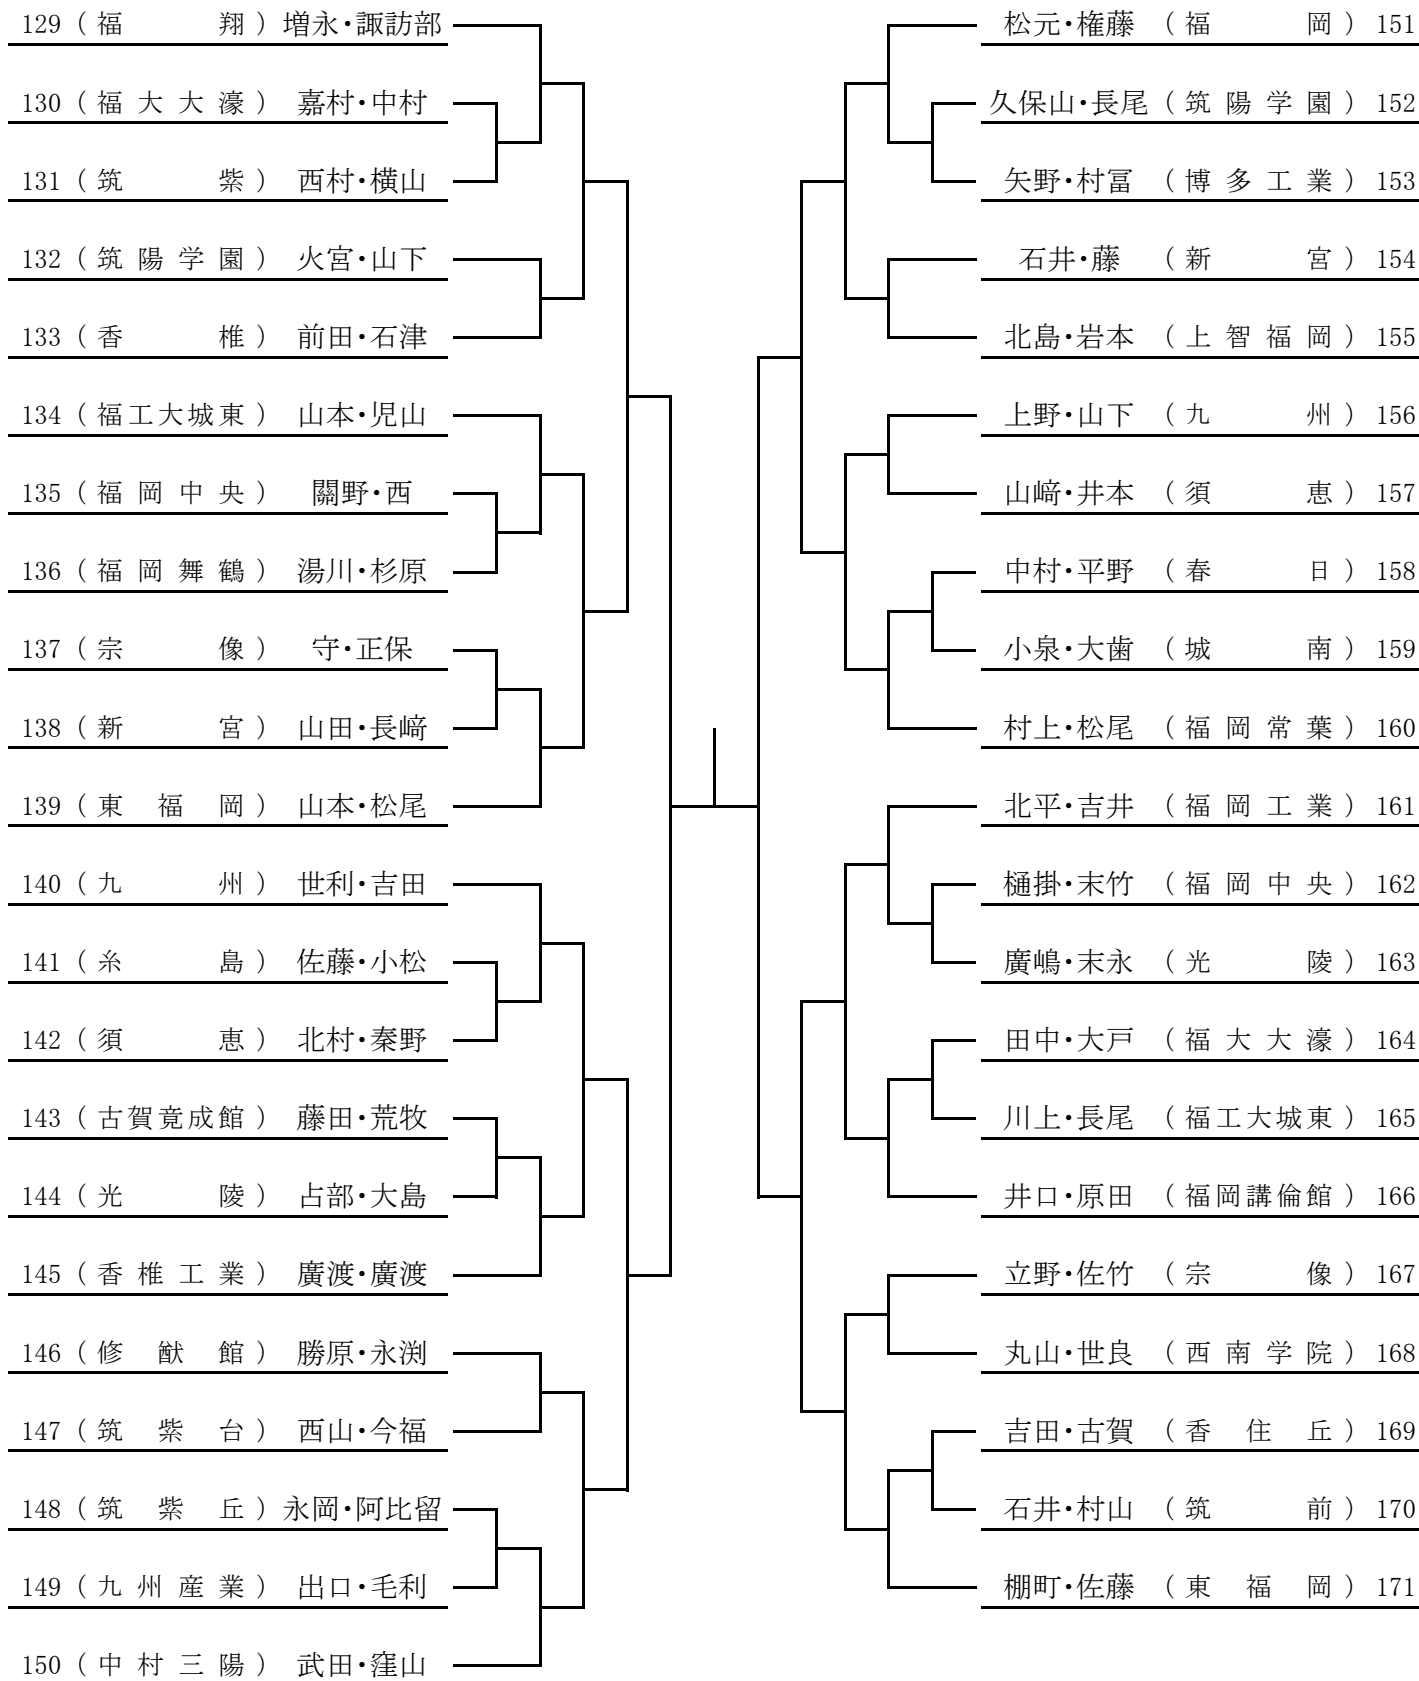 129（福翔）増永・諏訪部
130（福大大濠）嘉村・中村
131（筑紫）西村・横山
132（筑陽学園）火宮・山下
133（香椎）前田・石津
134（福工大城東）山本・児山
135（福岡中央）關野・西
136（福岡舞鶴）湯川・杉原
137（宗像）守・正保
138（新宮）山田・長﨑
139（東福岡）山本・松尾
140（九州）世利・吉田
141（糸島）佐藤・小松
142（須恵）北村・秦野
143（古賀竟成館）藤田・荒牧
144（光陵）占部・大島
145（香椎工業）廣渡・廣渡
146（修猷館）勝原・永渕
147（筑紫台）西山・今福
148（筑紫丘）永岡・阿比留
149（九州産業）出口・毛利
150（中村三陽）武田・窪山
松元・権藤（福岡）151
久保山・長尾（筑陽学園）152
矢野・村冨（博多工業）153
石井・藤（新宮）154
北島・岩本（上智福岡）155
上野・山下（九州）156
山﨑・井本（須恵）157
中村・平野（春日）158
小泉・大歯（城南）159
村上・松尾（福岡常葉）160
北平・吉井（福岡工業）161
樋掛・末竹（福岡中央）162
廣嶋・末永（光陵）163
田中・大戸（福大大濠）164
川上・長尾（福工大城東）165
井口・原田（福岡講倫館）166
立野・佐竹（宗像）167
丸山・世良（西南学院）168
吉田・古賀（香住丘）169
石井・村山（筑前）170
棚町・佐藤（東福岡）171